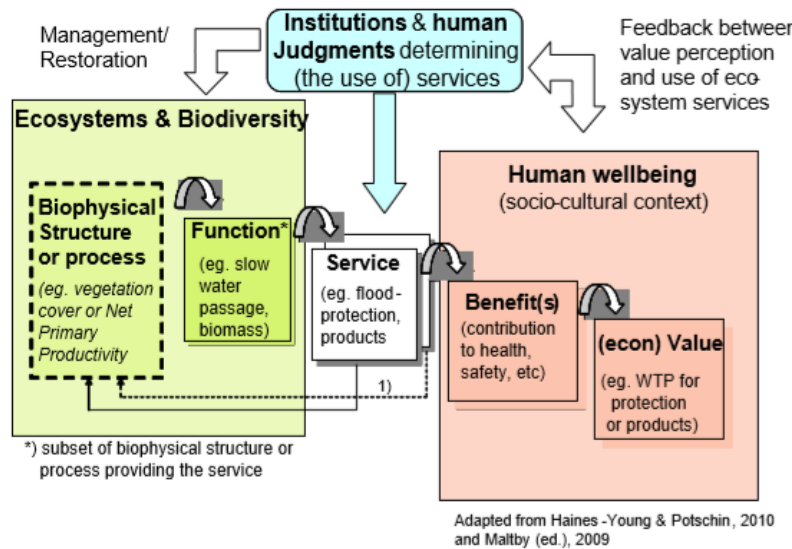 Management/
Restoration
Institutions & human
Judgments determining
(the use of) services
Feedback between
value perception
and use of eco-
system services
Ecosystems & Biodiversity
Biophysical
Structure
or process
(eg. vegetation
cover or Net
Primary
Productivity
Function*
(eg. slow
water
passage,
biomass)
Service
(eg. flood-
protection,
products
1)
Human wellbeing
(socio-cultural context)
Benefit(s)
(contribution
to health,
safety, etc)
(econ) Value
(eg. WTP for
protection
or products)
*) subset of biophysical structure or
process providing the service
Adapted from Haines -Young & Potschin, 2010
and Maltby (ed.), 2009